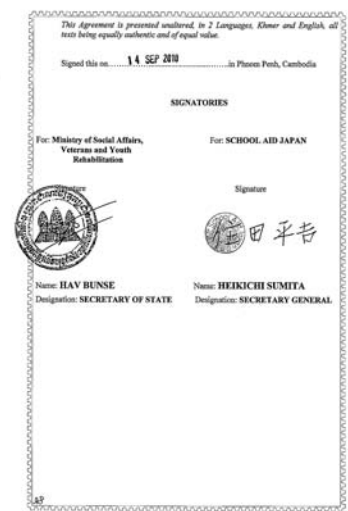 This Agreement is presented unaltered, in 2 Languages, Khmer and English, all
texts being equally authentic and of equal value.
Signed this on......14 SEP 2010......in Phnom Penh, Cambodia
SIGNATORIES
For: Ministry of Social Affairs,
Veterans and Youth
Rehabilitation
For: SCHOOL AID JAPAN
Signature
Signature
住田平吉
Name: HAV BUNSE
Name: HEIKICHI SUMITA
Designation: SECRETARY OF STATE
Designation: SECRETARY GENERAL